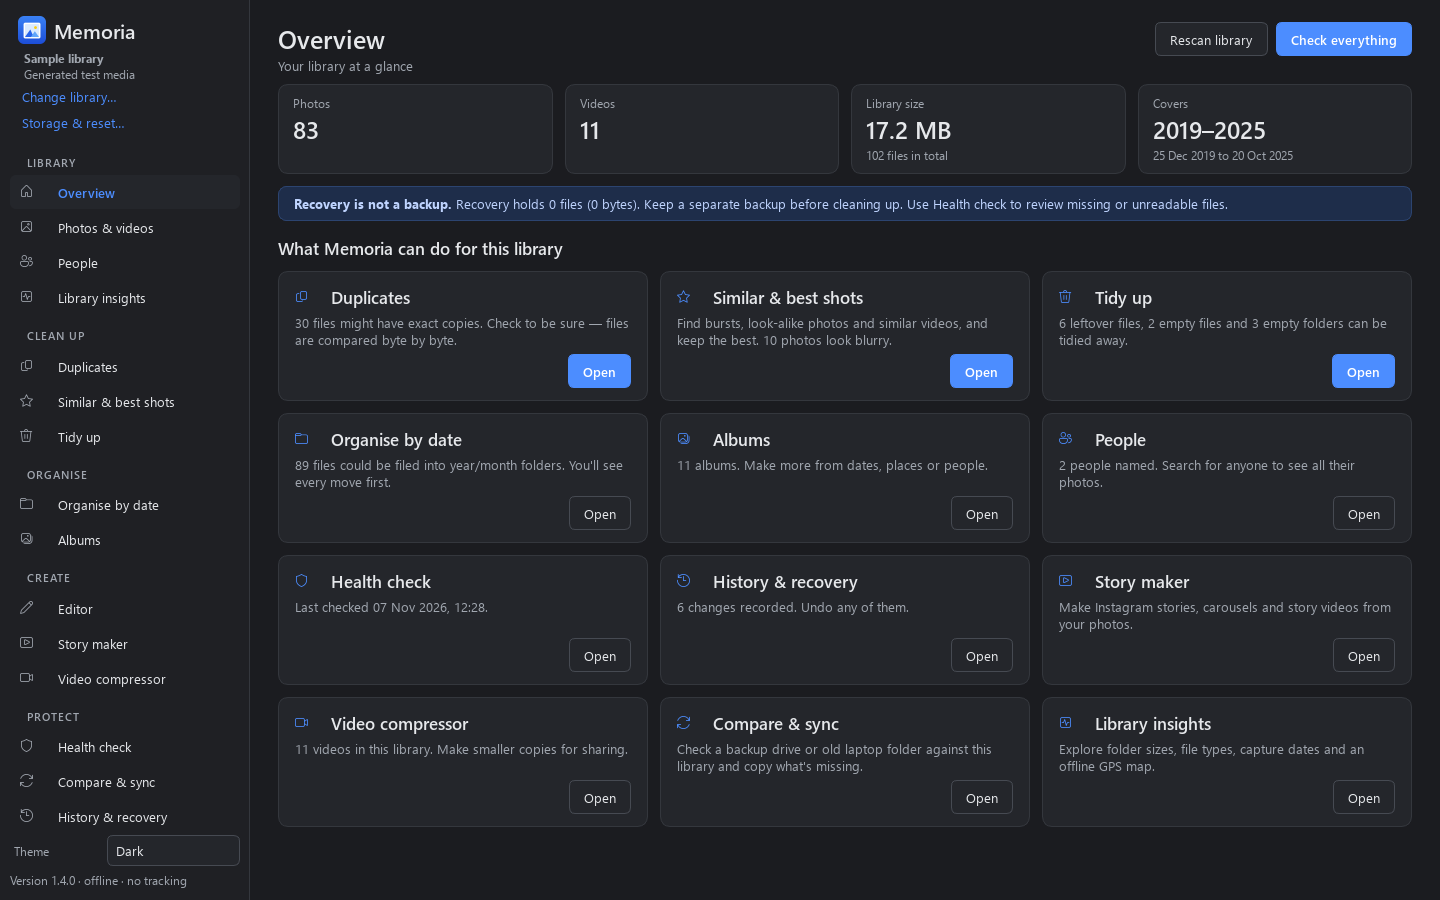 Memoria
Sample library
Generated test media
Change library...
Storage & reset...
LIBRARY
Overview
Photos & videos
People
Library insights
CLEAN UP
Duplicates
Similar & best shots
Tidy up
ORGANISE
Organise by date
Albums
CREATE
Editor
Story maker
Video compressor
PROTECT
Health check
Compare & sync
History & recovery
Theme
Dark
Version 1.4.0 · offline · no tracking
Overview
Your library at a glance
Rescan library
Check everything
Photos
83
Videos
11
Library size
17.2 MB
102 files in total
Covers
2019–2025
25 Dec 2019 to 20 Oct 2025
Recovery is not a backup. Recovery holds 0 files (0 bytes). Keep a separate backup before cleaning up. Use Health check to review missing or unreadable files.
What Memoria can do for this library
Duplicates
30 files might have exact copies. Check to be sure — files
are compared byte by byte.
Open
Similar & best shots
Find bursts, look-alike photos and similar videos, and
keep the best. 10 photos look blurry.
Open
Tidy up
6 leftover files, 2 empty files and 3 empty folders can be
tidied away.
Open
Organise by date
89 files could be filed into year/month folders. You'll see
every move first.
Open
Albums
11 albums. Make more from dates, places or people.
Open
People
2 people named. Search for anyone to see all their
photos.
Open
Health check
Last checked 07 Nov 2026, 12:28.
Open
History & recovery
6 changes recorded. Undo any of them.
Open
Story maker
Make Instagram stories, carousels and story videos from
your photos.
Open
Video compressor
11 videos in this library. Make smaller copies for sharing.
Open
Compare & sync
Check a backup drive or old laptop folder against this
library and copy what's missing.
Open
Library insights
Explore folder sizes, file types, capture dates and an
offline GPS map.
Open